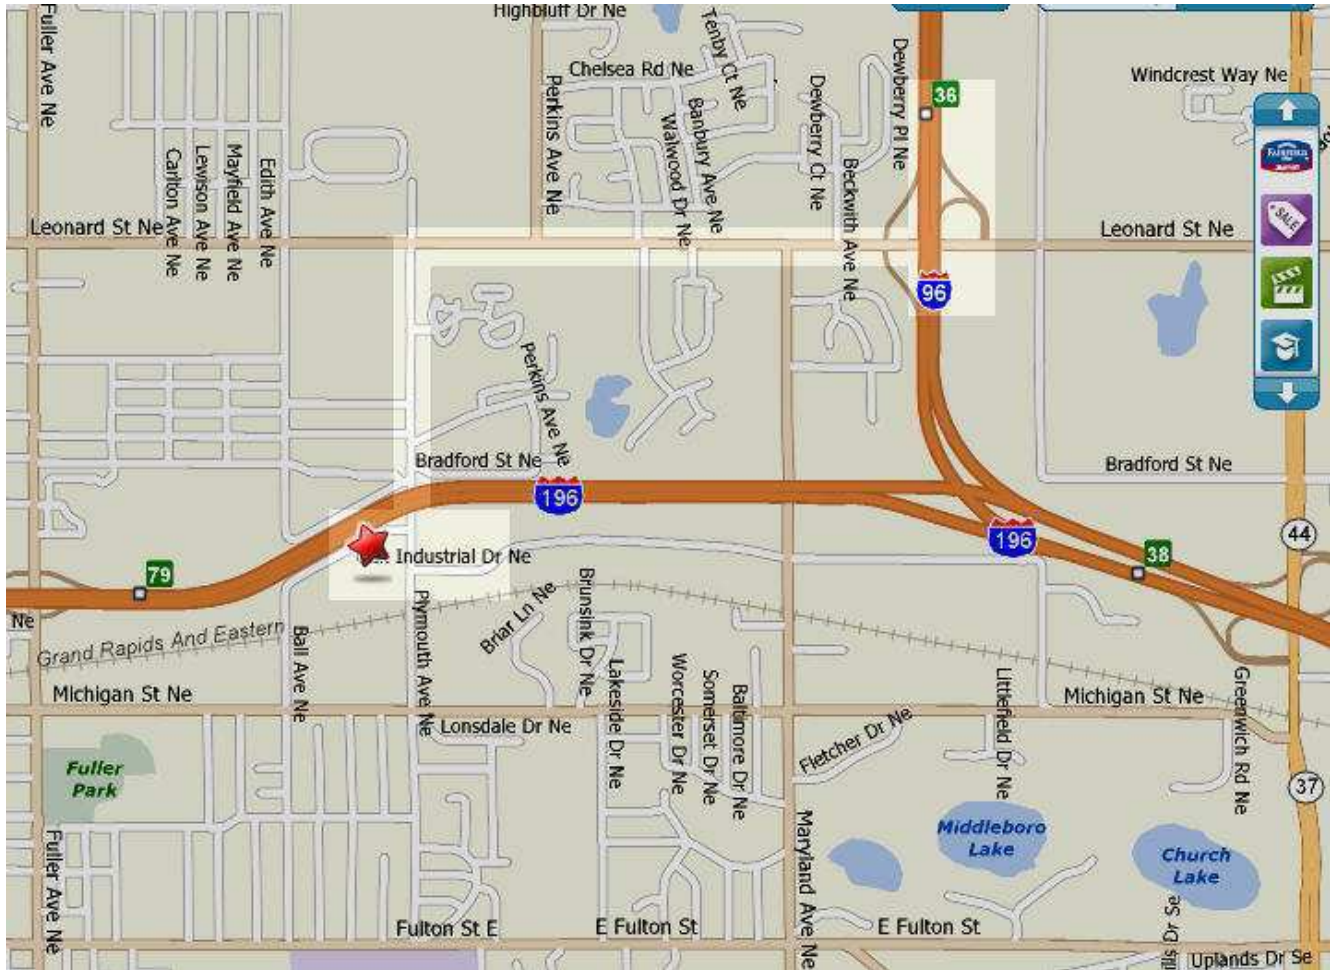 Highbluff Dr Ne
Fuller Ave Ne
Tenby Ct Ne
Chelsea Rd Ne
Perkins Ave Ne
Walwood Dr Ne
Banbury Ave Ne
Dewberry Ct Ne
Beckwith Ave Ne
Dewberry Pl Ne
36
Windcrest Way Ne
SALE
Carlton Ave Ne
Lewison Ave Ne
Mayfield Ave Ne
Edith Ave Ne
Leonard St Ne
Leonard St Ne
96
Perkins Ave Ne
Bradford St Ne
Bradford St Ne
196
196
44
38
79
Industrial Dr Ne
Ne
Grand Rapids And Eastern
Ball Ave Ne
Plymouth Ave Ne
Briar Ln Ne
Brunsink Dr Ne
Lakeside Dr Ne
Worcester Dr Ne
Somerset Dr Ne
Baltimore Dr Ne
Michigan St Ne
Michigan St Ne
Littlefield Dr Ne
Greenwich Rd Ne
Lonsdale Dr Ne
Fletcher Dr Ne
Fuller
Park
37
Middleboro
Lake
Church
Lake
Fuller Ave Ne
Maryland Ave Ne
Fulton St E
E Fulton St
E Fulton St
Dr Se
Uplands Dr Se